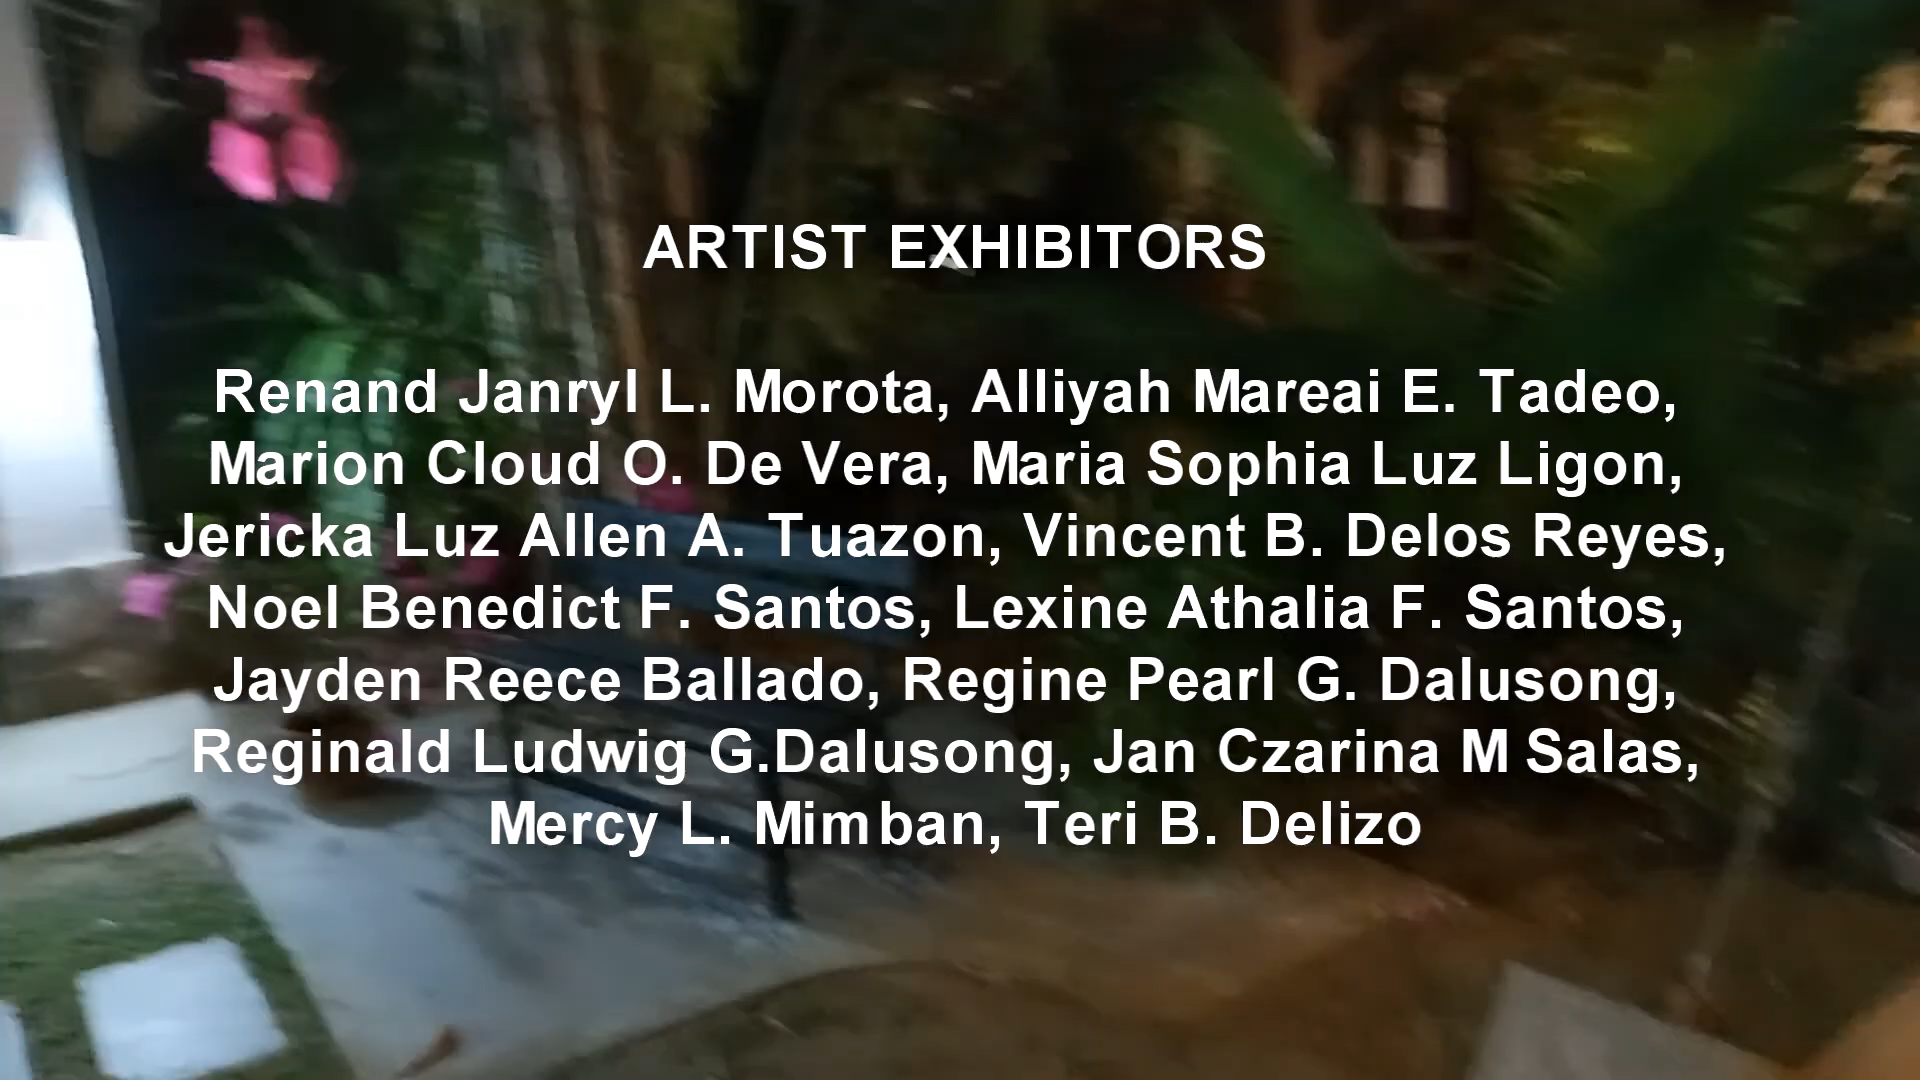 ARTIST EXHIBITORS
Renand Janryl L. Morota, Alliyah Mareai E. Tadeo,
Marion Cloud O. De Vera, Maria Sophia Luz Ligon,
Jericka Luz Allen A. Tuazon, Vincent B. Delos Reyes,
Noel Benedict F. Santos, Lexine Athalia F. Santos,
Jayden Reece Ballado, Regine Pearl G. Dalusong,
Reginald Ludwig G.Dalusong, Jan Czarina M Salas,
Mercy L. Mimban, Teri B. Delizo